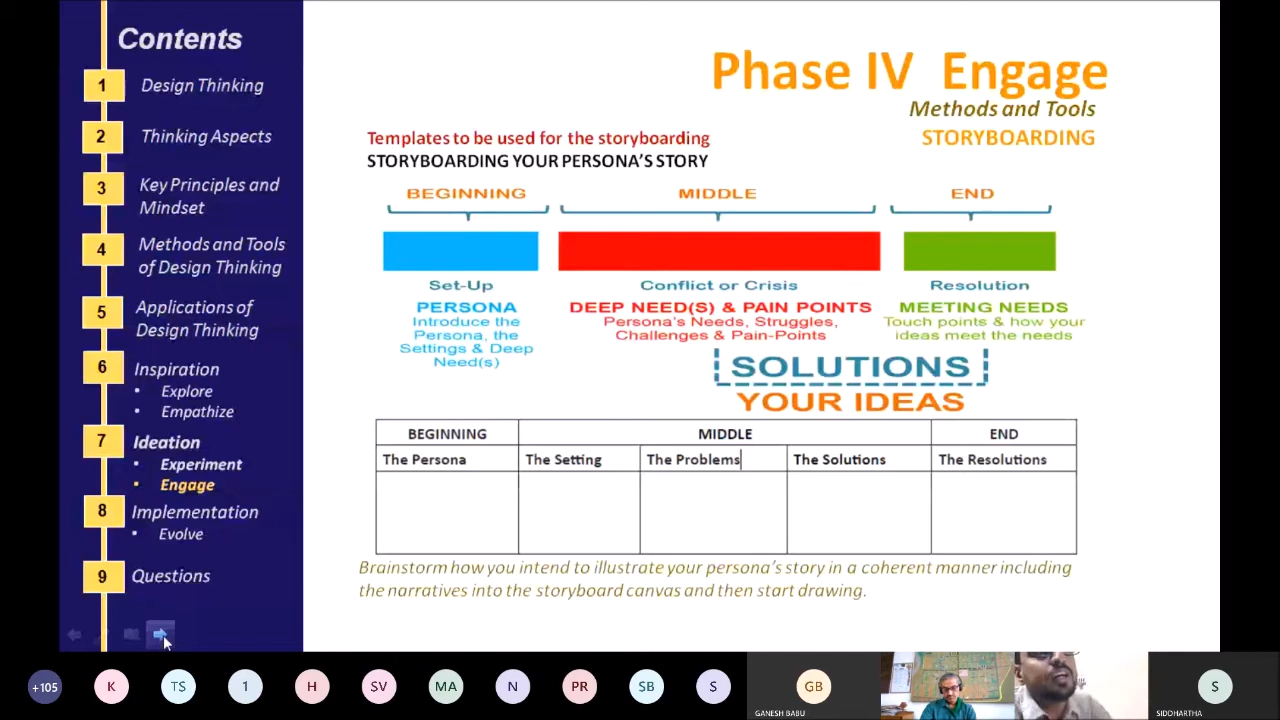 Contents
1
Design Thinking
2
Thinking Aspects
3
Key Principles and
Mindset
4
Methods and Tools
of Design Thinking
5
Applications of
Design Thinking
6
Inspiration
• Explore
• Empathize
7
Ideation
• Experiment
• Engage
8
Implementation
• Evolve
9
Questions
Phase IV Engage
Methods and Tools
STORYBOARDING
Templates to be used for the storyboarding
STORYBOARDING YOUR PERSONA'S STORY
BEGINNING
MIDDLE
END
Set-Up
PERSONA
Introduce the
Persona, the
Settings & Deep
Need(s)
Conflict or Crisis
DEEP NEED(S) & PAIN POINTS
Persona's Needs, Struggles,
Challenges & Pain-Points
Resolution
MEETING NEEDS
Touch points & how your
ideas meet the needs
SOLUTIONS
YOUR IDEAS
BEGINNING MIDDLE END
The Persona The Setting The Problems The Solutions The Resolutions
Brainstorm how you intend to illustrate your persona's story in a coherent manner including
the narratives into the storyboard canvas and then start drawing.
+105 K TS 1 H SV MA N PR SB S GB S
GANESH BABU
SIDDHARTHA